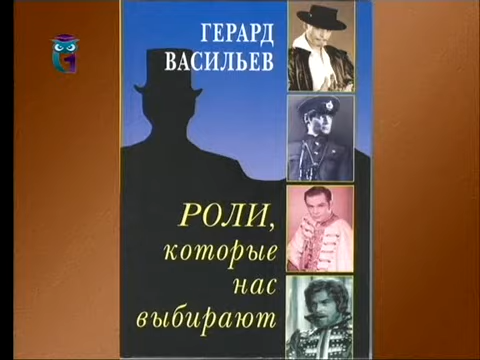 ГЕРАРД
ВАСИЛЬЕВ
РОЛИ,
которые
нас
выбирают